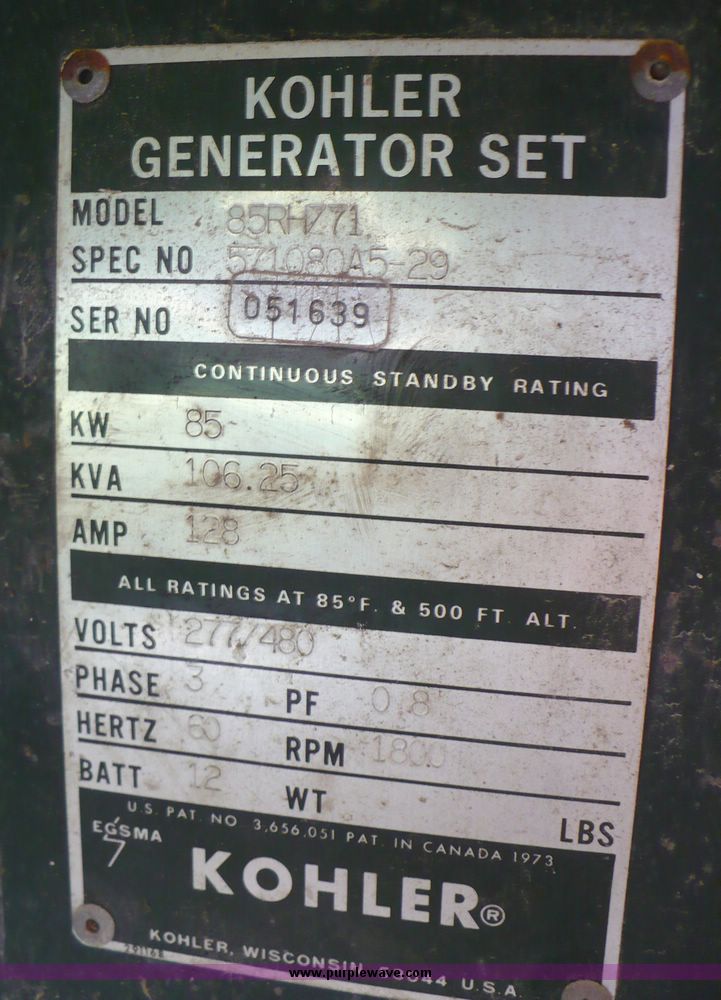 KOHLER
GENERATOR SET
MODEL 85RHZ71
SPEC NO 571080A5-29
SER NO 051639
CONTINUOUS STANDBY RATING
KW 85
KVA 106.25
AMP 128
ALL RATINGS AT 85°F. & 500 FT. ALT.
VOLTS 277/480
PHASE 3 PF 0.8
HERTZ 60 RPM 1800
BATT 12 WT LBS
U.S. PAT. NO. 3,656,051 PAT. IN CANADA 1973
EGSMA
KOHLER®
KOHLER, WISCONSIN 53044 U.S.A.
www.purplewave.com